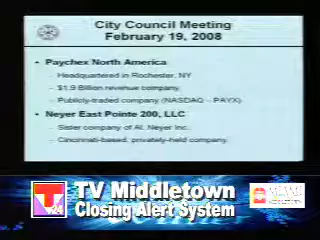 City Council Meeting
February 19, 2008
• Paychex North America
– Headquartered in Rochester, NY
– $1.9 Billion revenue company
– Publicly-traded company (NASDAQ – PAYX)
• Neyer East Pointe 200, LLC
– Sister company of Al. Neyer Inc.
– Cincinnati-based, privately-held company
T
24
TV Middletown
Closing Alert System